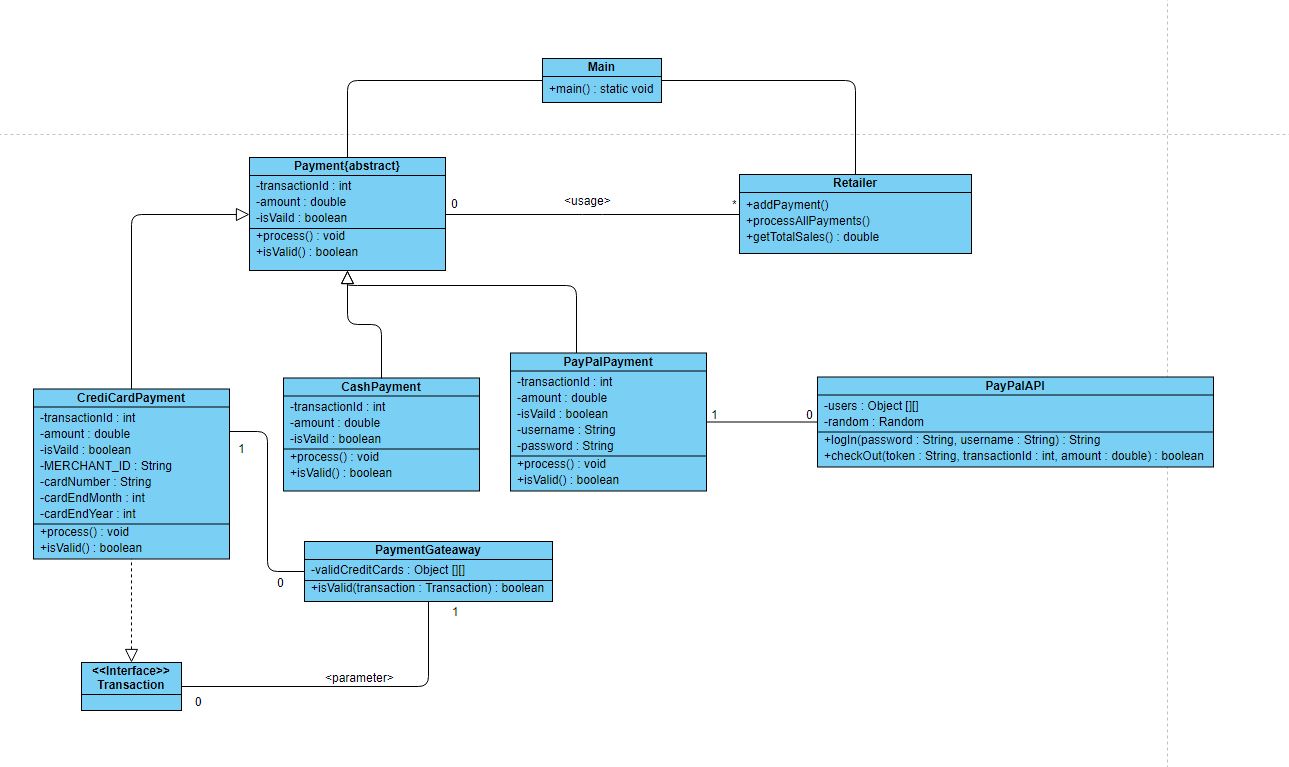 Main
+main() : static void
Payment{abstract}
-transactionId : int
-amount : double
-isVaild : boolean
+process() : void
+isValid() : boolean
0
<usage>
*
Retailer
+addPayment()
+processAllPayments()
+getTotalSales() : double
CrediCardPayment
-transactionId : int
-amount : double
-isVaild : boolean
-MERCHANT_ID : String
-cardNumber : String
-cardEndMonth : int
-cardEndYear : int
+process() : void
+isValid() : boolean
1
0
CashPayment
-transactionId : int
-amount : double
-isVaild : boolean
+process() : void
+isValid() : boolean
PayPalPayment
-transactionId : int
-amount : double
-isVaild : boolean
-username : String
-password : String
+process() : void
+isValid() : boolean
1
0
PayPalAPI
-users : Object [][]
-random : Random
+logIn(password : String, username : String) : String
+checkOut(token : String, transactionId : int, amount : double) : boolean
PaymentGateaway
-validCreditCards : Object [][]
+isValid(transaction : Transaction) : boolean
1
<parameter>
0
<<Interface>>
Transaction